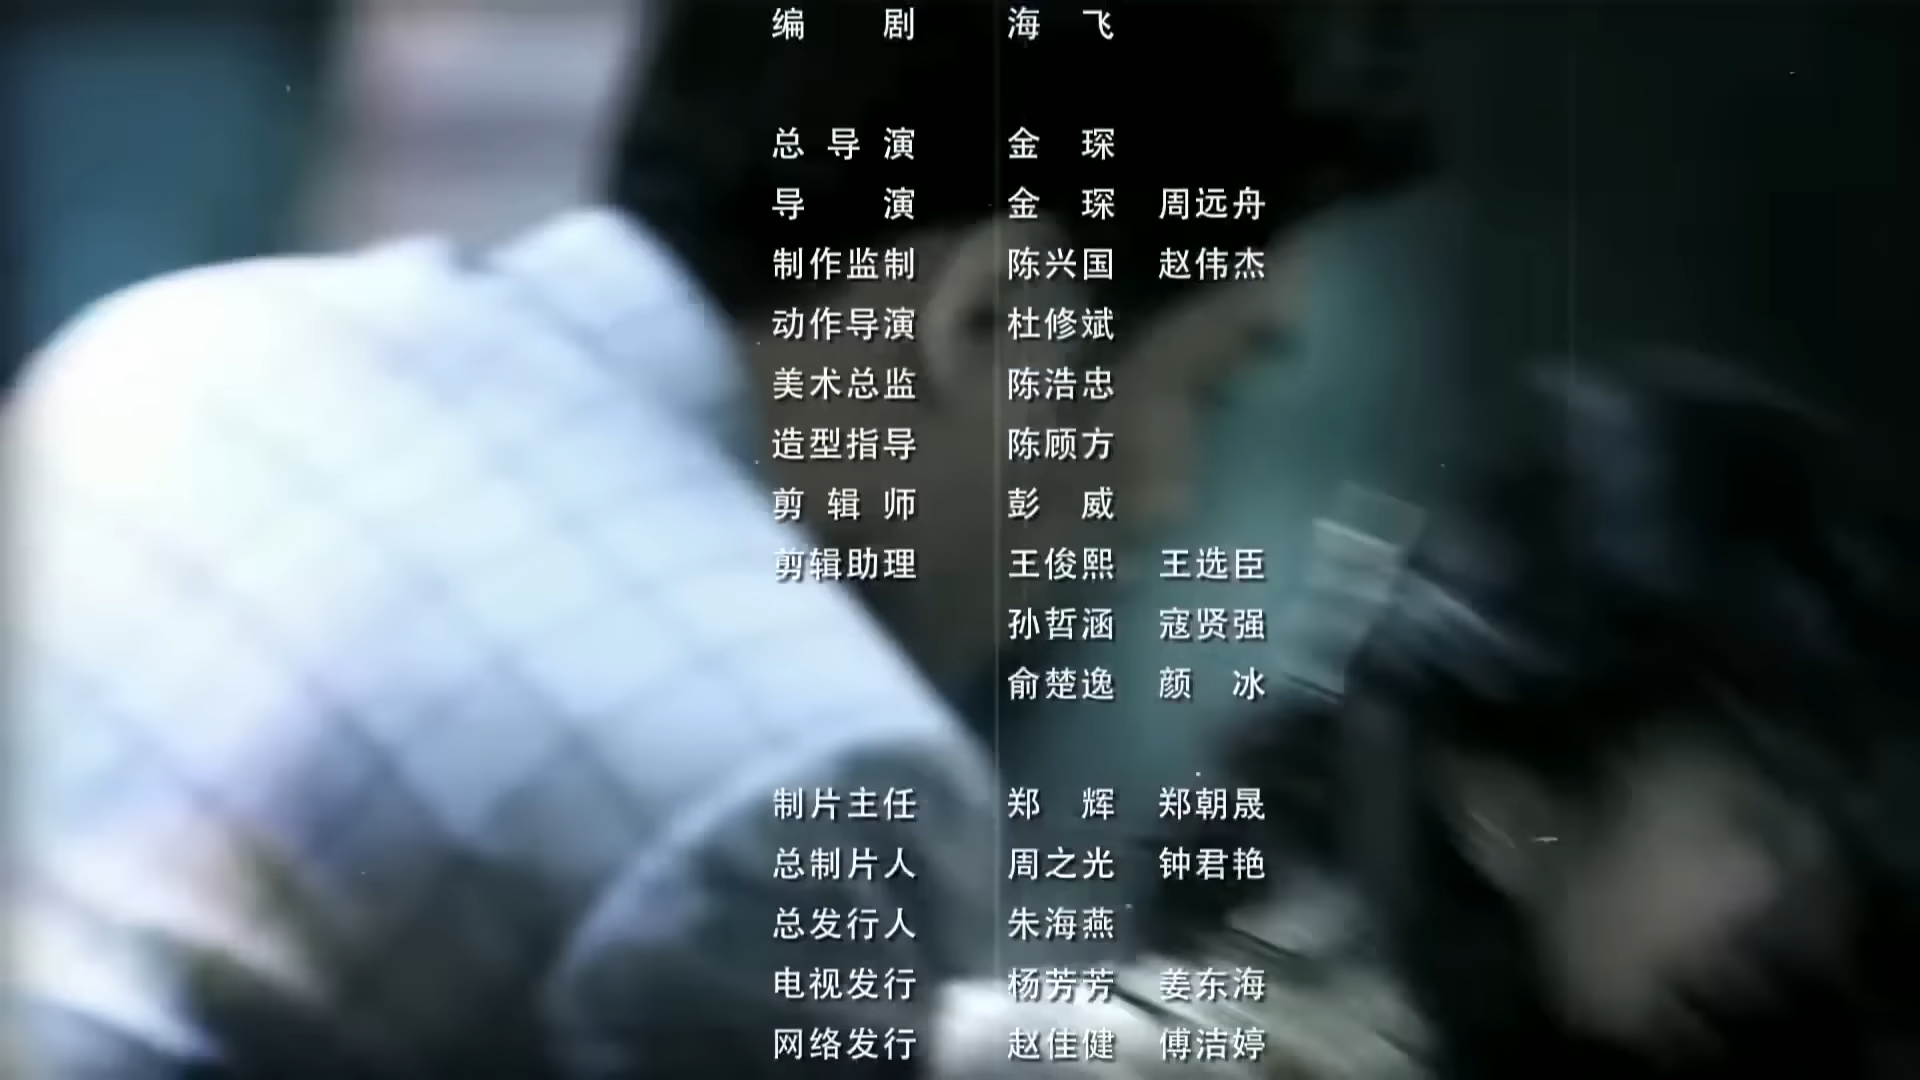 编剧 海飞
总导演 金琛
导演 金琛 周远舟
制作监制 陈兴国 赵伟杰
动作导演 杜修斌
美术总监 陈浩忠
造型指导 陈顾方
剪辑师 彭威
剪辑助理 王俊熙 王选臣
孙哲涵 寇贤强
俞楚逸 颜冰
制片主任 郑辉 郑朝晟
总制片人 周之光 钟君艳
总发行人 朱海燕
电视发行 杨芳芳 姜东海
网络发行 赵佳健 傅洁婷